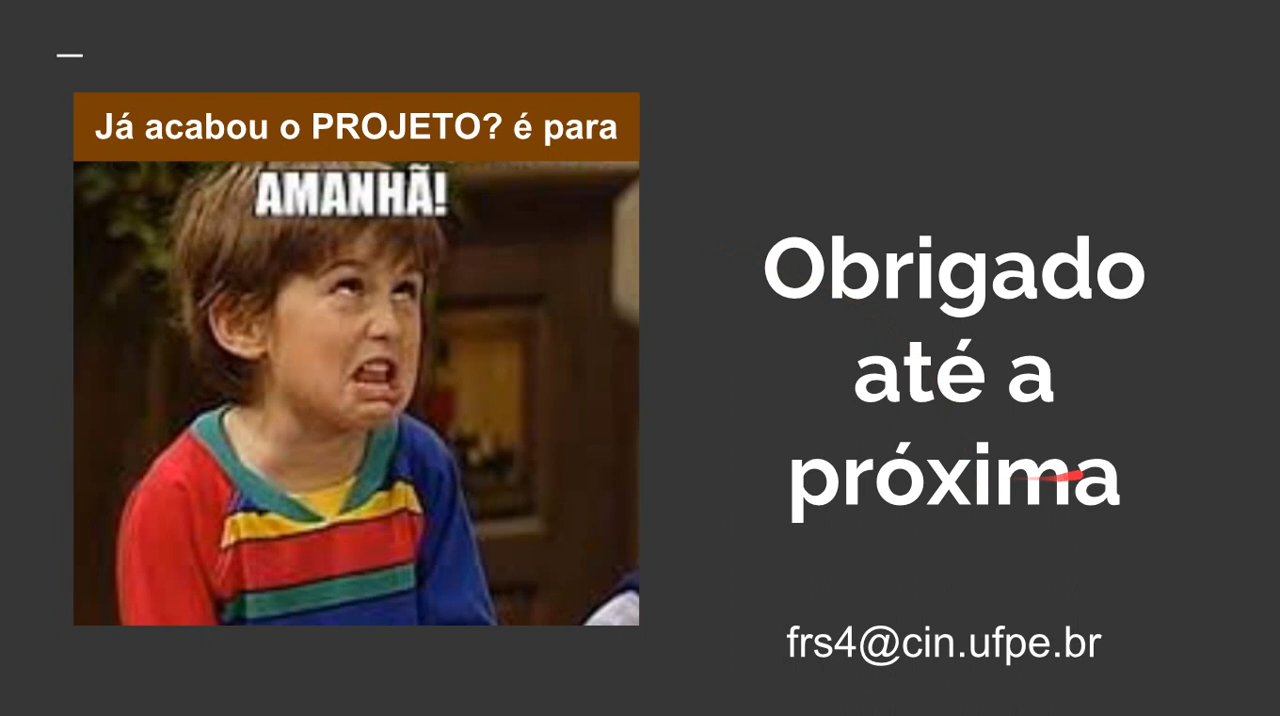 Já acabou o PROJETO? é para
AMANHÃ!
Obrigado
até a
próxima
frs4@cin.ufpe.br